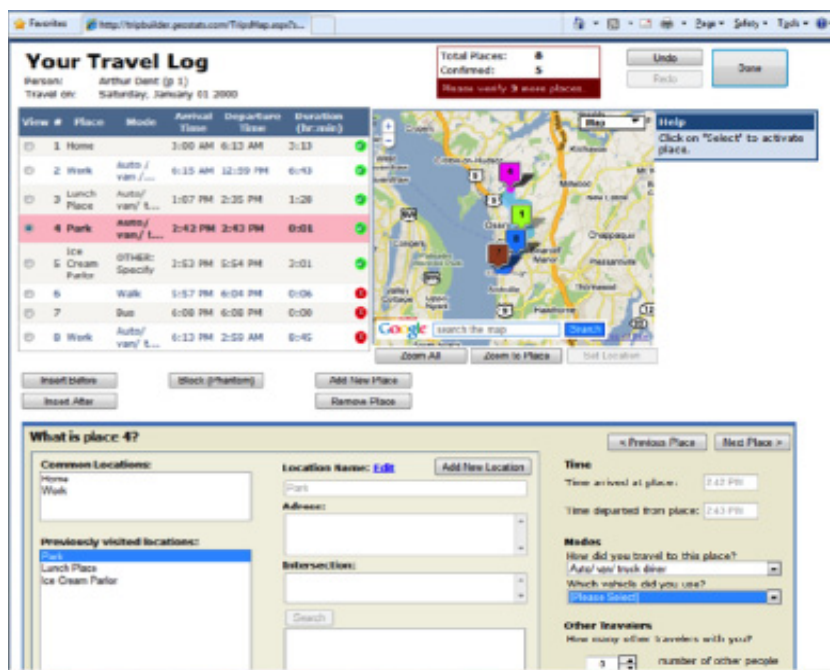 Favorites
http://tripbuilder.geostats.com/TripsMap.aspx?s...
Page Safety Tools
Your Travel Log
Person: Arthur Dent (p 1)
Travel on: Saturday, January 01 2000
Total Places: 8
Confirmed: 5
Please verify 3 more places.
Undo
Redo
Done
View # Place Mode Arrival Time Departure Time Duration (hr:min)
1 Home 3:00 AM 6:13 AM 3:13
2 Work Auto / van /... 6:15 AM 12:59 PM 6:43
3 Lunch Place Auto/ van/ t... 1:07 PM 2:35 PM 1:28
4 Park Auto/ van/ t... 2:42 PM 2:43 PM 0:01
5 Ice Cream Parlor OTHER: Specify 2:53 PM 5:54 PM 3:01
6 Walk 5:57 PM 6:04 PM 0:06
7 Bus 6:08 PM 6:08 PM 0:00
8 Work Auto/ van/ t... 6:13 PM 2:59 AM 8:45
Map
Help
Click on "Select" to activate place.
Chappaqua
Hawthorne
Google search the map Search
Zoom All
Zoom to Place
Set Location
Insert Before
Block (Phantom)
Add New Place
Insert After
Remove Place
What is place 4?
< Previous Place
Next Place >
Common Locations:
Home
Work
Previously visited locations:
Park
Lunch Place
Ice Cream Parlor
Location Name: Edit
Add New Location
Park
Adress:
Intersection:
Search
Time
Time arrived at place: 2:42 PM
Time departed from place: 2:43 PM
Modes
How did you travel to this place?
Auto/ van/ truck driver
Which vehicle did you use?
[Please Select]
Other Travelers
How many other travelers with you?
0 number of other people